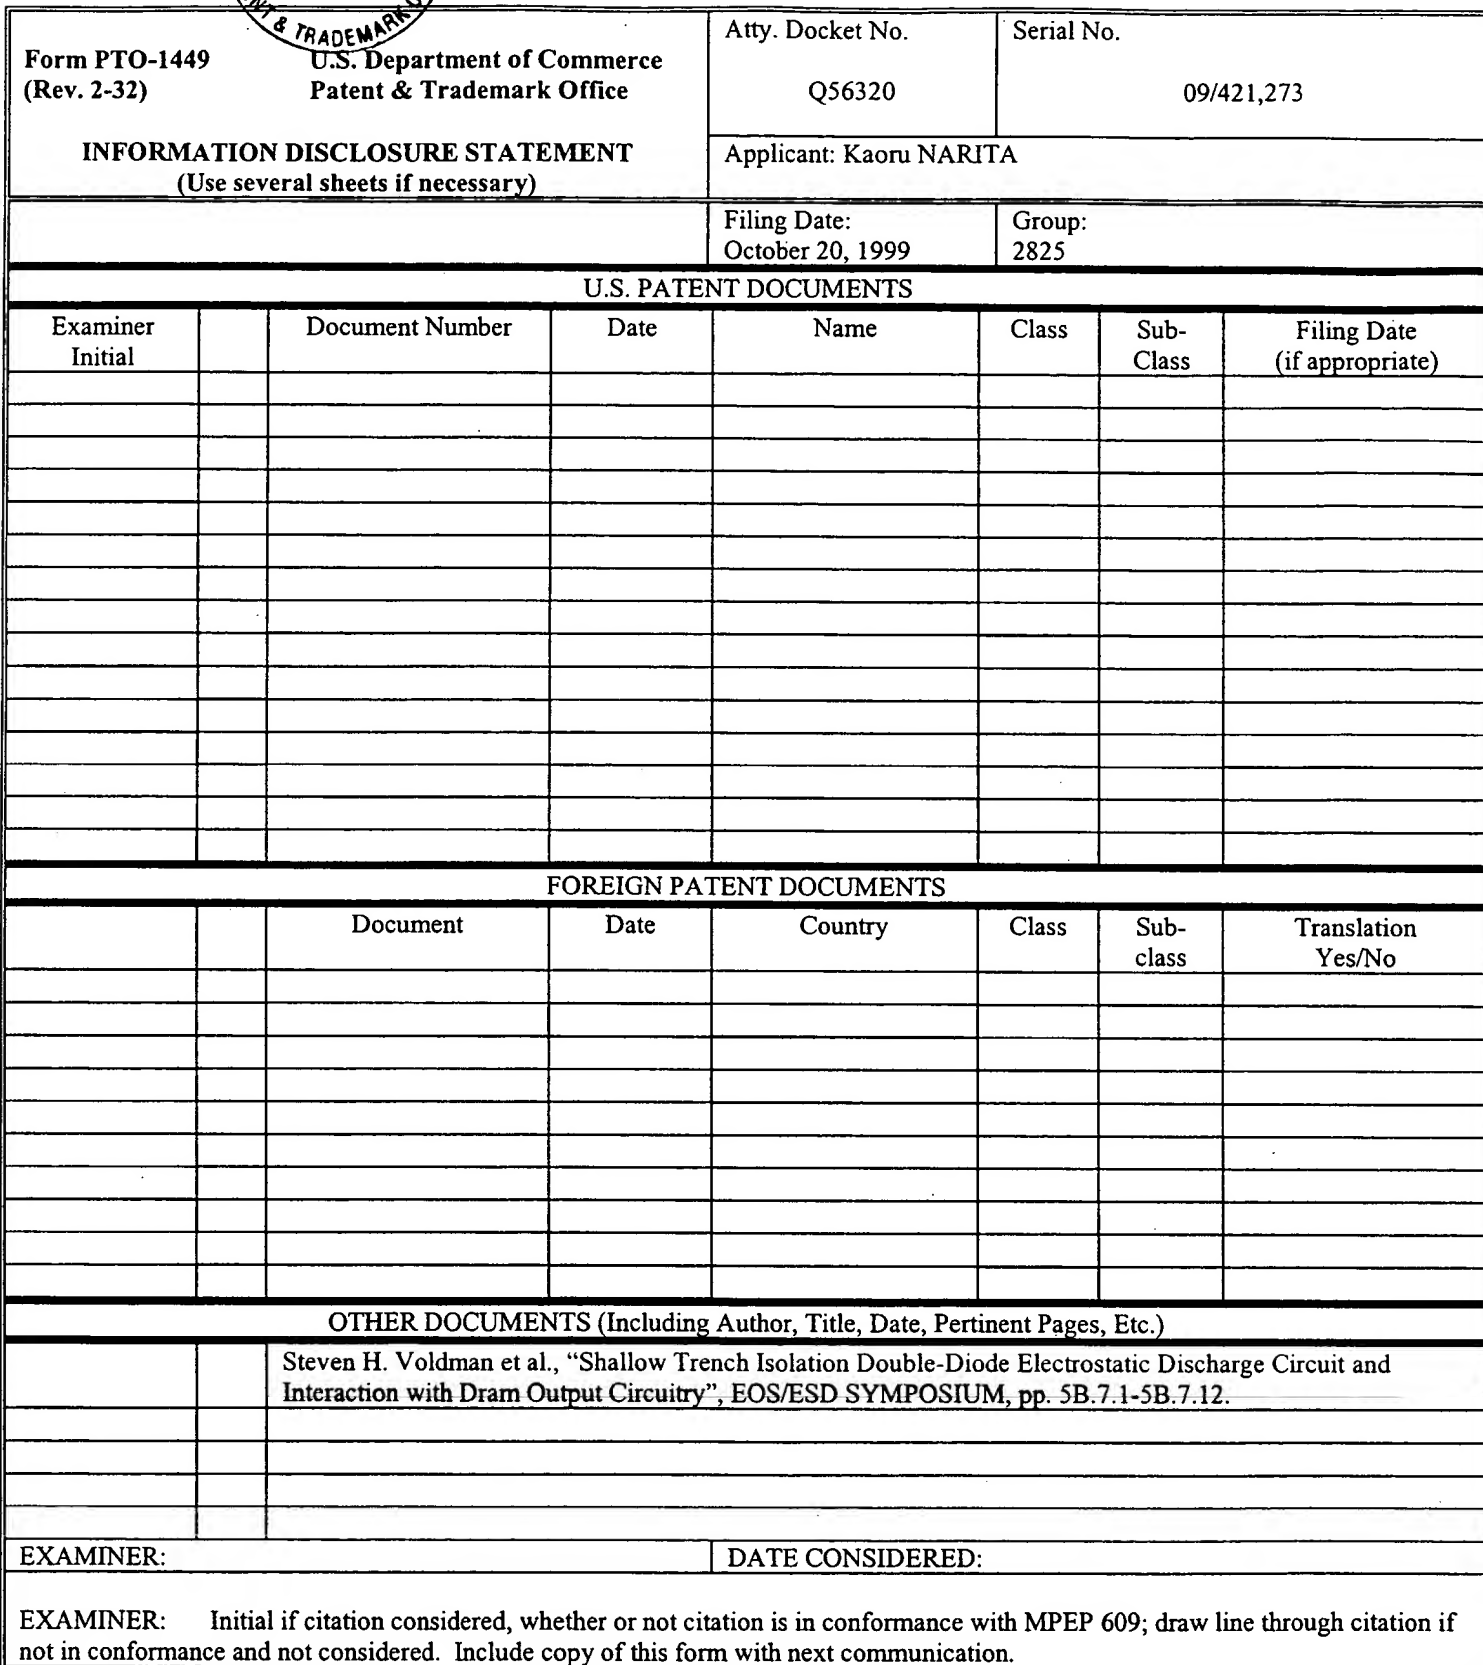 & TRADEMARK
Form PTO-1449 U.S. Department of Commerce
(Rev. 2-32) Patent & Trademark Office
INFORMATION DISCLOSURE STATEMENT
(Use several sheets if necessary)
Atty. Docket No.
Q56320
Serial No.
09/421,273
Applicant: Kaoru NARITA
Filing Date:
October 20, 1999
Group:
2825
U.S. PATENT DOCUMENTS
Examiner
Initial
Document Number
Date
Name
Class
Sub-
Class
Filing Date
(if appropriate)
FOREIGN PATENT DOCUMENTS
Document
Date
Country
Class
Sub-
class
Translation
Yes/No
OTHER DOCUMENTS (Including Author, Title, Date, Pertinent Pages, Etc.)
Steven H. Voldman et al., “Shallow Trench Isolation Double-Diode Electrostatic Discharge Circuit and
Interaction with Dram Output Circuitry”, EOS/ESD SYMPOSIUM, pp. 5B.7.1-5B.7.12.
EXAMINER:
DATE CONSIDERED:
EXAMINER: Initial if citation considered, whether or not citation is in conformance with MPEP 609; draw line through citation if
not in conformance and not considered. Include copy of this form with next communication.